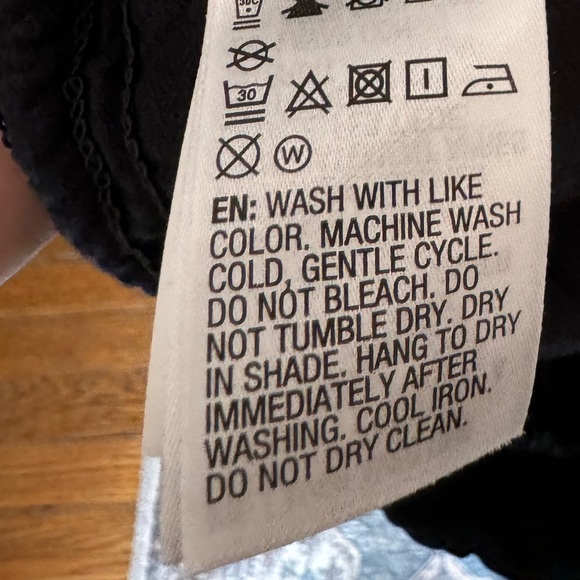 30C
30
W
EN: WASH WITH LIKE
COLOR. MACHINE WASH
COLD, GENTLE CYCLE.
DO NOT BLEACH. DO
NOT TUMBLE DRY. DRY
IN SHADE. HANG TO DRY
IMMEDIATELY AFTER
WASHING. COOL IRON.
DO NOT DRY CLEAN.